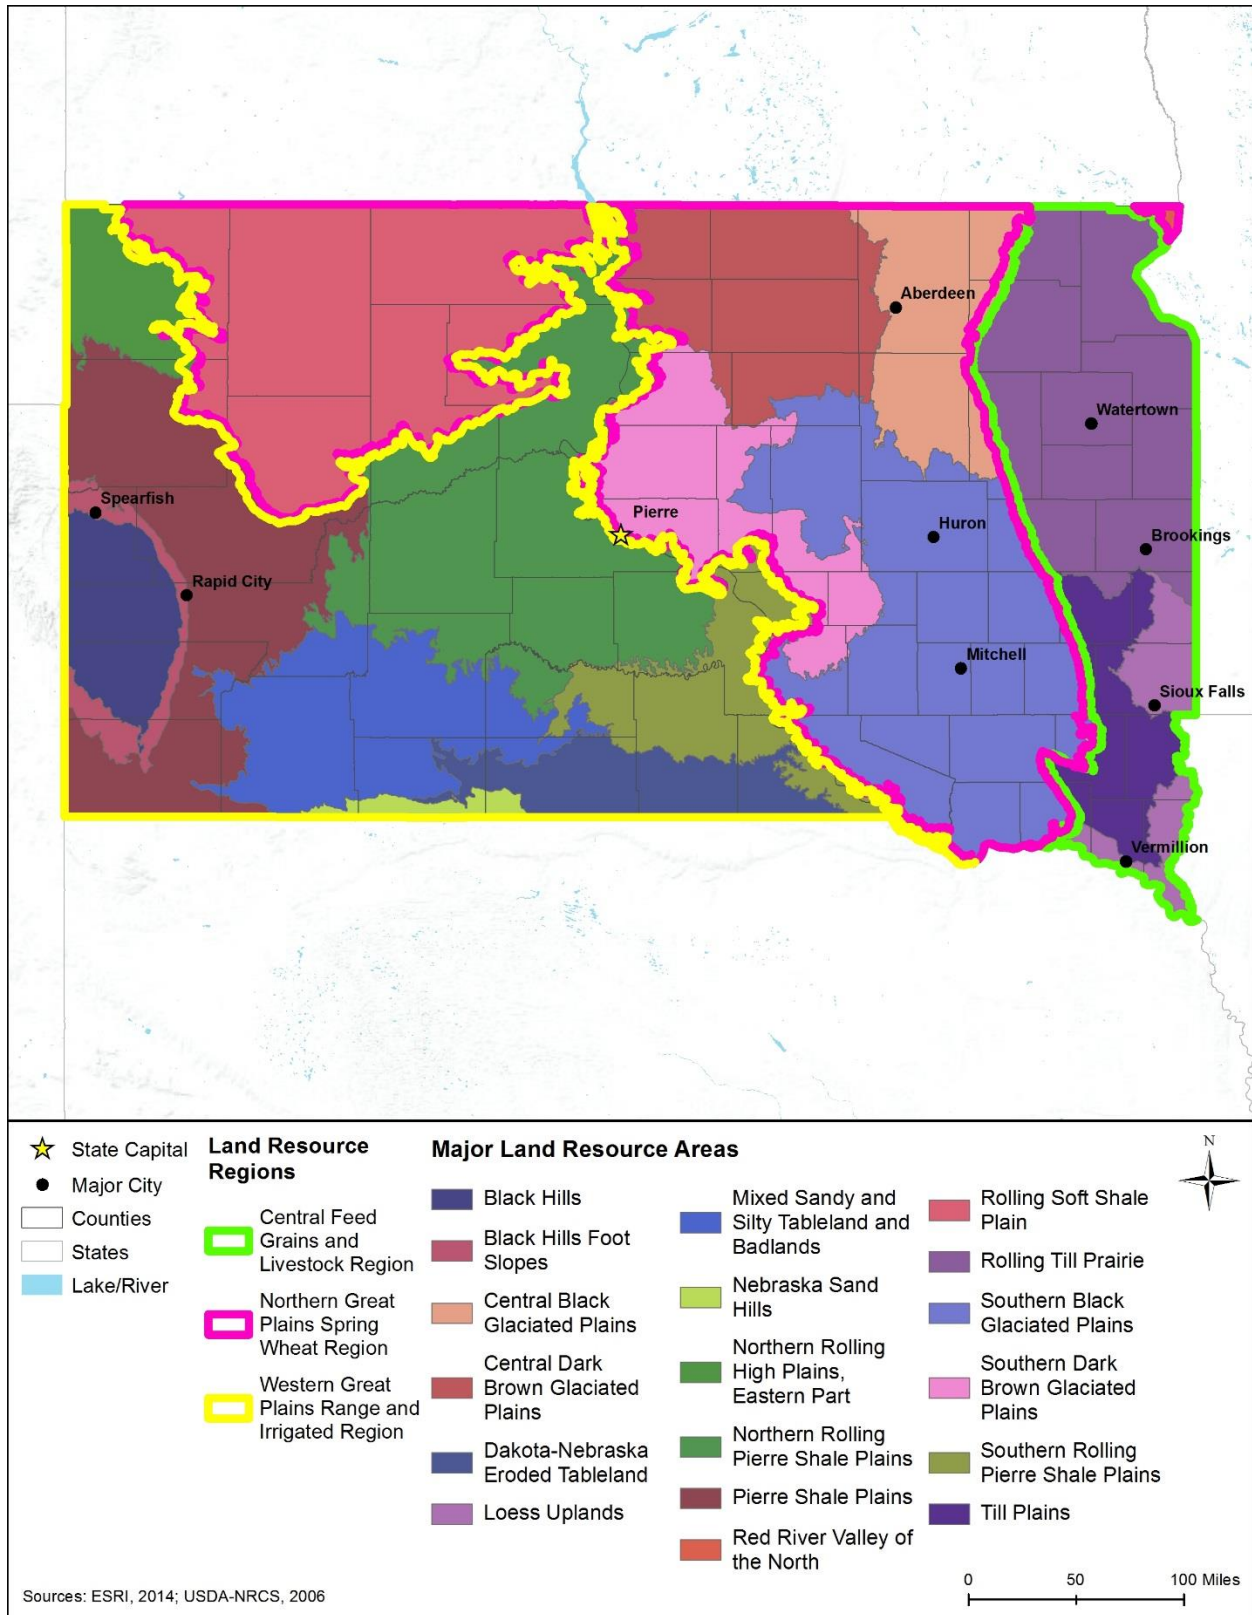 Aberdeen
Watertown
Spearfish
Pierre
Huron
Brookings
Rapid City
Mitchell
Sioux Falls
Vermillion
State Capital
Major City
Counties
States
Lake/River
Land Resource
Regions
Central Feed
Grains and
Livestock Region
Northern Great
Plains Spring
Wheat Region
Western Great
Plains Range and
Irrigated Region
Major Land Resource Areas
Black Hills
Black Hills Foot
Slopes
Central Black
Glaciated Plains
Central Dark
Brown Glaciated
Plains
Dakota-Nebraska
Eroded Tableland
Loess Uplands
Mixed Sandy and
Silty Tableland and
Badlands
Nebraska Sand
Hills
Northern Rolling
High Plains,
Eastern Part
Northern Rolling
Pierre Shale Plains
Pierre Shale Plains
Red River Valley of
the North
Rolling Soft Shale
Plain
Rolling Till Prairie
Southern Black
Glaciated Plains
Southern Dark
Brown Glaciated
Plains
Southern Rolling
Pierre Shale Plains
Till Plains
N
0 50 100 Miles
Sources: ESRI, 2014; USDA-NRCS, 2006